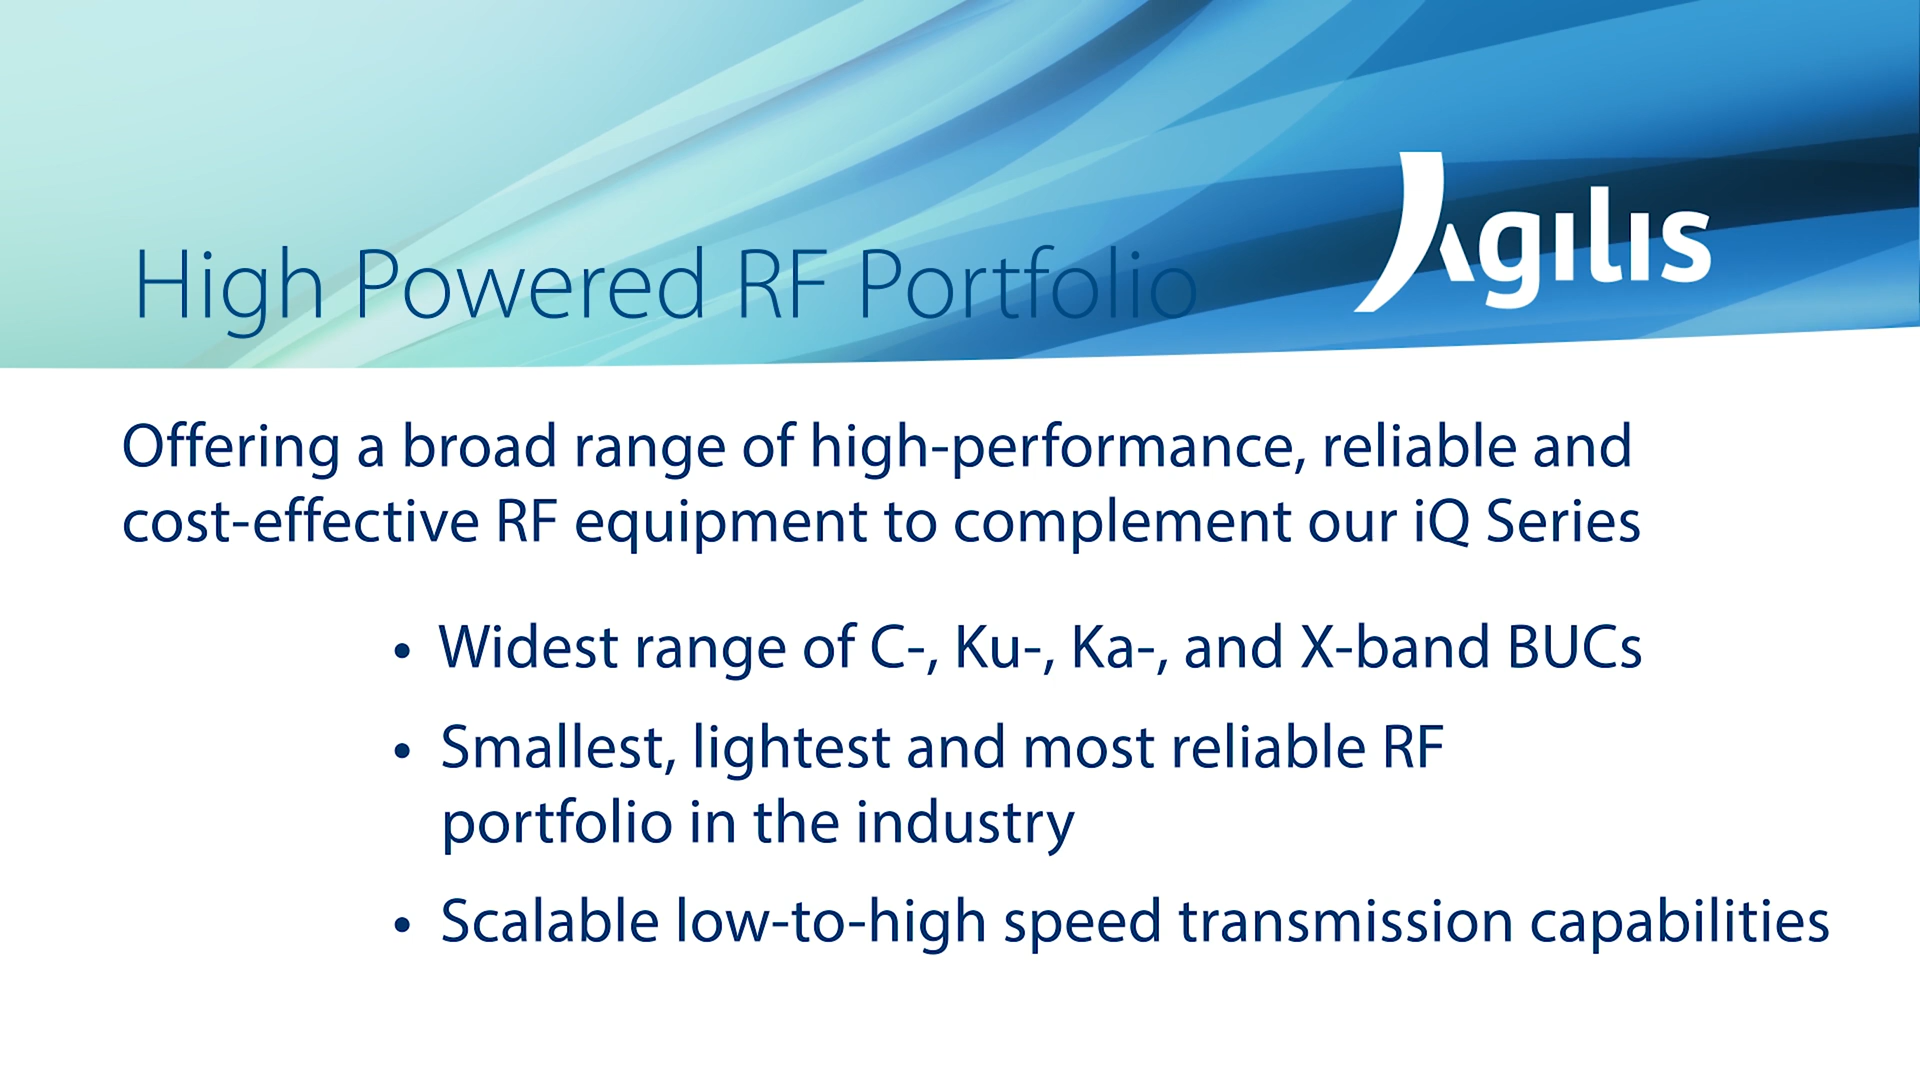 Agilis
High Powered RF Portfolio
Offering a broad range of high-performance, reliable and
cost-effective RF equipment to complement our iQ Series
• Widest range of C-, Ku-, Ka-, and X-band BUCs
• Smallest, lightest and most reliable RF
portfolio in the industry
• Scalable low-to-high speed transmission capabilities